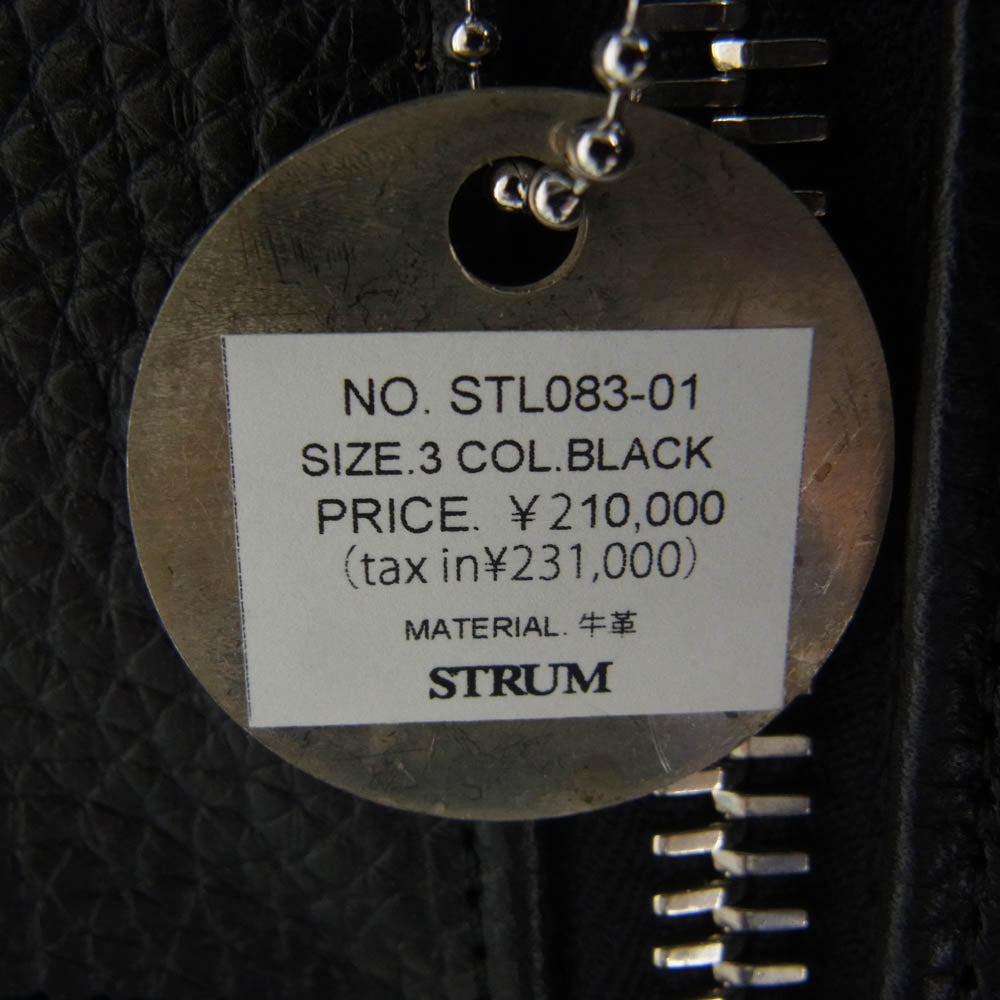 NO. STL083-01
SIZE.3 COL.BLACK
PRICE. ¥210,000
(tax in¥231,000)
MATERIAL. 牛革
STRUM